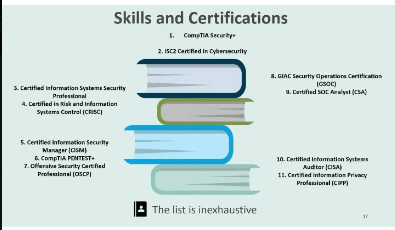 Skills and Certifications
1. CompTIA Security+
2. ISC2 Certified in Cybersecurity
3. Certified Information Systems Security
Professional
4. Certified in Risk and Information
Systems Control (CRISC)
5. Certified Information Security
Manager (CISM)
6. CompTIA PENTEST+
7. Offensive Security Certified
Professional (OSCP)
8. GIAC Security Operations Certification
(GSOC)
9. Certified SOC Analyst (CSA)
10. Certified Information Systems
Auditor (CISA)
11. Certified Information Privacy
Professional (CIPP)
The list is inexhaustive
17